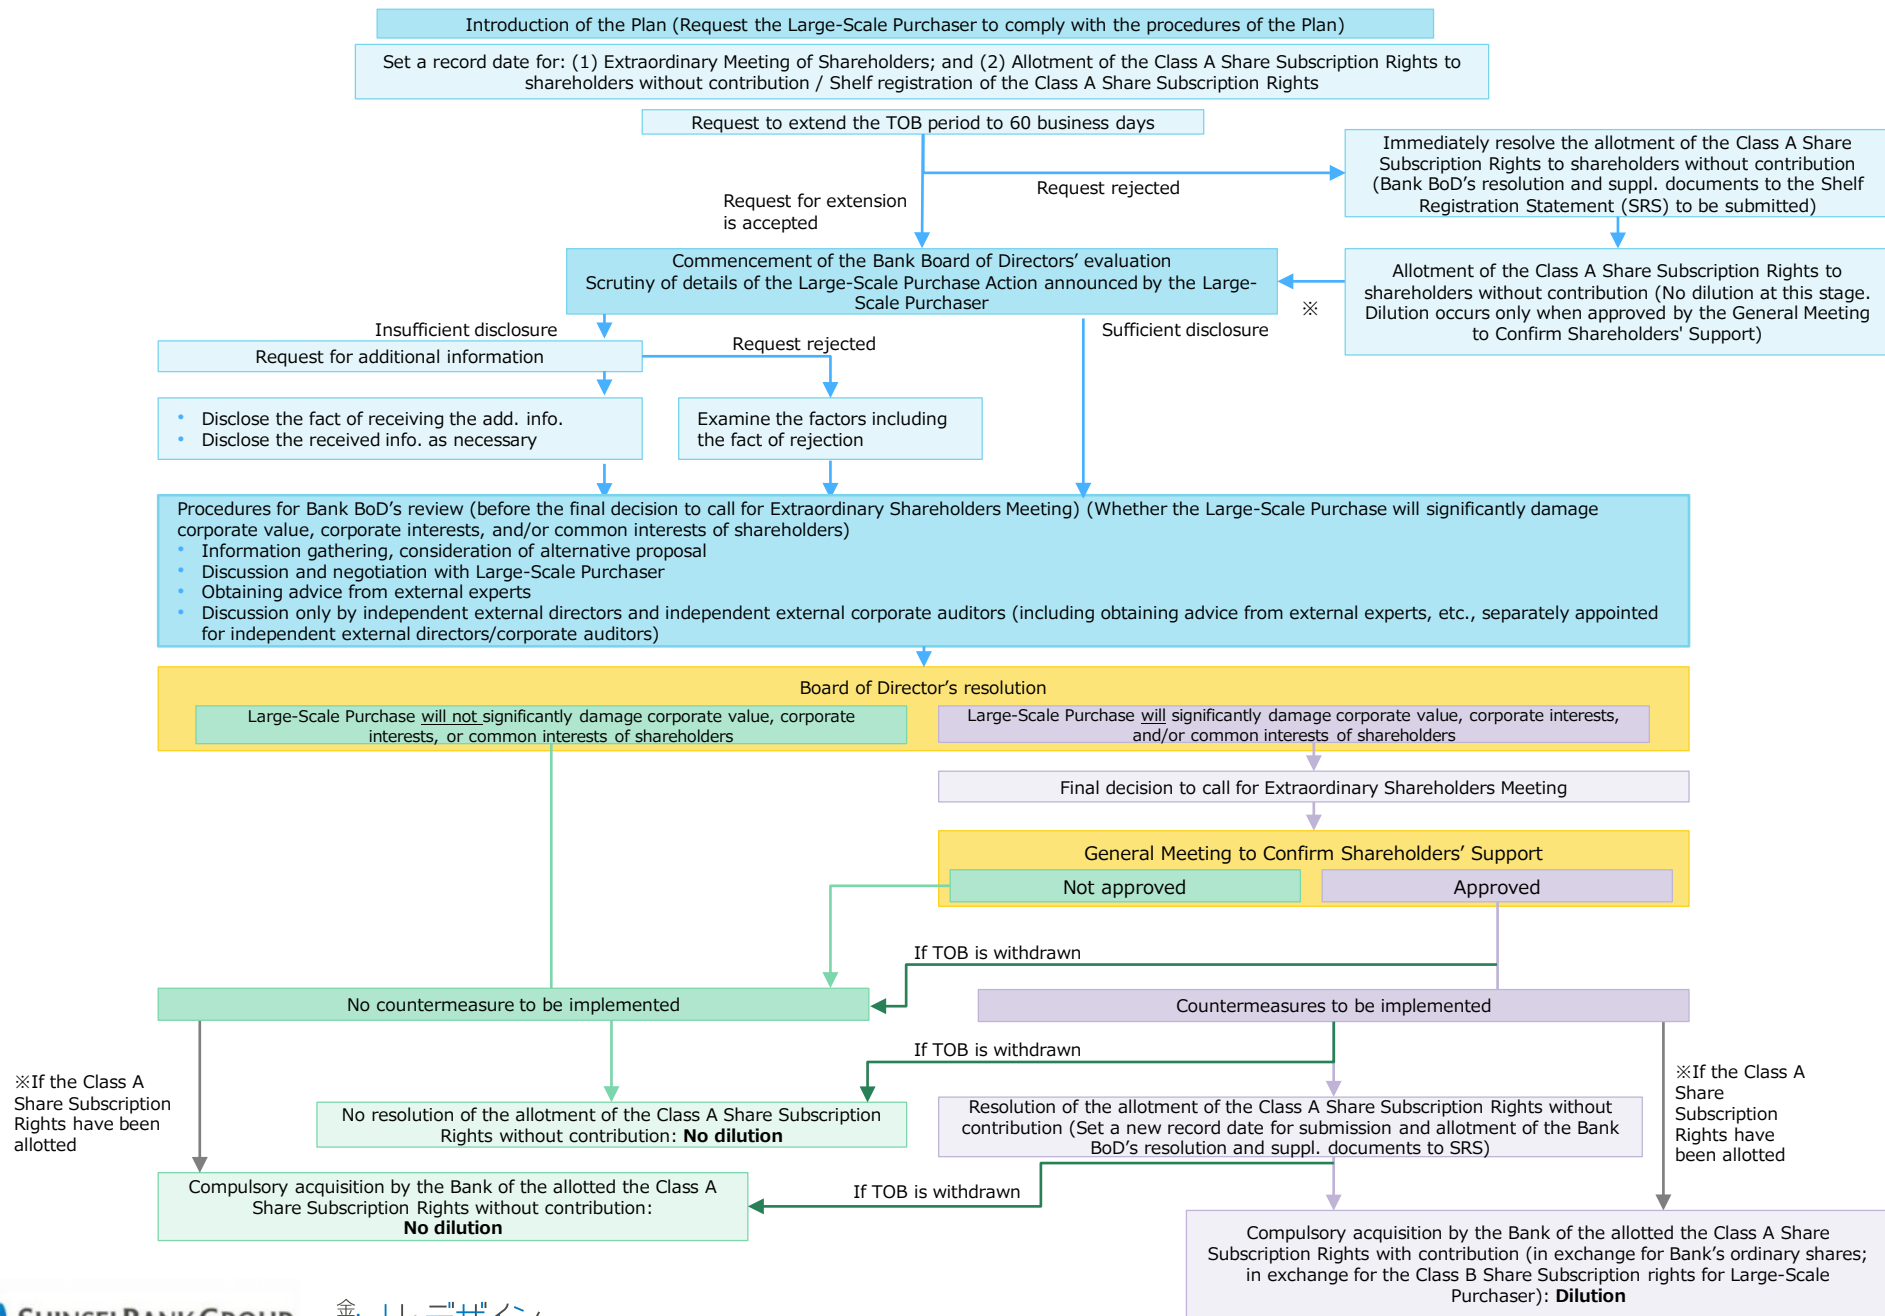 Introduction of the Plan (Request the Large-Scale Purchaser to comply with the procedures of the Plan)
Set a record date for: (1) Extraordinary Meeting of Shareholders; and (2) Allotment of the Class A Share Subscription Rights to
shareholders without contribution / Shelf registration of the Class A Share Subscription Rights
Request to extend the TOB period to 60 business days
Immediately resolve the allotment of the Class A Share
Subscription Rights to shareholders without contribution
(Bank BoD’s resolution and suppl. documents to the Shelf
Registration Statement (SRS) to be submitted)
Request rejected
Request for extension
is accepted
Commencement of the Bank Board of Directors’ evaluation
Scrutiny of details of the Large-Scale Purchase Action announced by the Large-
Scale Purchaser
※
Allotment of the Class A Share Subscription Rights to
shareholders without contribution (No dilution at this stage.
Dilution occurs only when approved by the General Meeting
to Confirm Shareholders' Support)
Insufficient disclosure
Sufficient disclosure
Request for additional information
Request rejected
• Disclose the fact of receiving the add. info.
• Disclose the received info. as necessary
Examine the factors including
the fact of rejection
Procedures for Bank BoD’s review (before the final decision to call for Extraordinary Shareholders Meeting) (Whether the Large-Scale Purchase will significantly damage
corporate value, corporate interests, and/or common interests of shareholders)
• Information gathering, consideration of alternative proposal
• Discussion and negotiation with Large-Scale Purchaser
• Obtaining advice from external experts
• Discussion only by independent external directors and independent external corporate auditors (including obtaining advice from external experts, etc., separately appointed
for independent external directors/corporate auditors)
Board of Director’s resolution
Large-Scale Purchase will not significantly damage corporate value, corporate
interests, or common interests of shareholders
Large-Scale Purchase will significantly damage corporate value, corporate interests,
and/or common interests of shareholders
Final decision to call for Extraordinary Shareholders Meeting
General Meeting to Confirm Shareholders’ Support
Not approved
Approved
If TOB is withdrawn
No countermeasure to be implemented
Countermeasures to be implemented
If TOB is withdrawn
※If the Class A
Share Subscription
Rights have been
allotted
※If the Class A
Share
Subscription
Rights have
been allotted
No resolution of the allotment of the Class A Share Subscription
Rights without contribution: No dilution
Resolution of the allotment of the Class A Share Subscription Rights without
contribution (Set a new record date for submission and allotment of the Bank
BoD’s resolution and suppl. documents to SRS)
Compulsory acquisition by the Bank of the allotted the Class A
Share Subscription Rights without contribution:
No dilution
If TOB is withdrawn
Compulsory acquisition by the Bank of the allotted the Class A Share
Subscription Rights with contribution (in exchange for Bank’s ordinary shares;
in exchange for the Class B Share Subscription rights for Large-Scale
Purchaser): Dilution
SHINSEI BANK GROUP